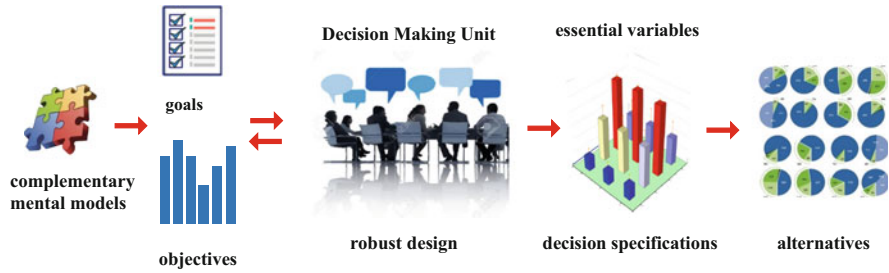 Decision Making Unit
essential variables
goals
complementary
mental models
objectives
robust design
decision specifications
alternatives